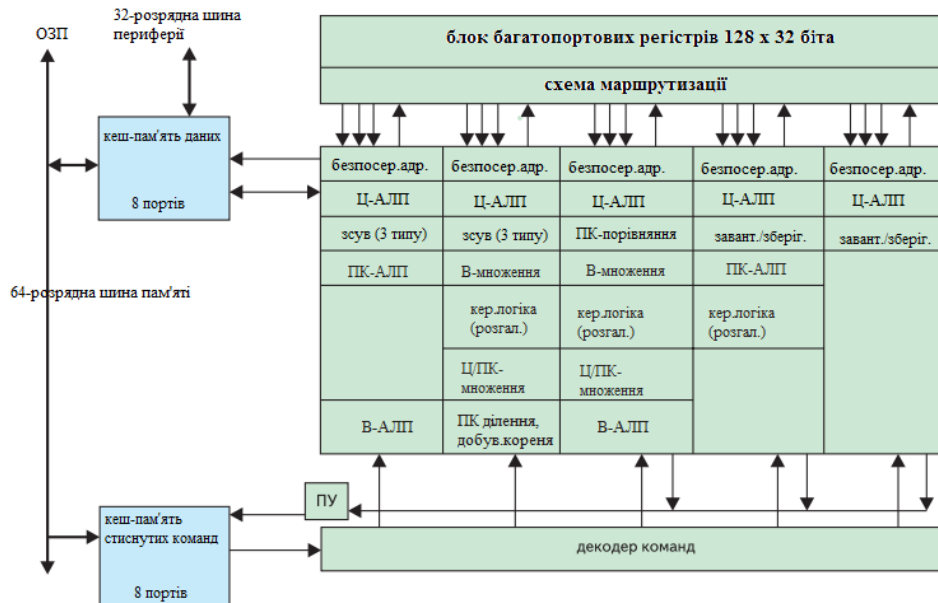 ОЗП
32-розрядна шина
периферії
блок багатопортових регістрів 128 x 32 біта
схема маршрутизації
кеш-пам'ять даних
8 портів
безпосер.адр.
безпосер.адр.
безпосер.адр.
безпосер.адр.
безпосер.адр.
Ц-АЛП
Ц-АЛП
Ц-АЛП
Ц-АЛП
Ц-АЛП
зсув (3 типу)
зсув (3 типу)
ПК-порівняння
завант./зберіг.
завант./зберіг.
ПК-АЛП
В-множення
В-множення
ПК-АЛП
64-розрядна шина пам'яті
кер.логіка
(розгал.)
кер.логіка
(розгал.)
кер.логіка
(розгал.)
Ц/ПК-
множення
Ц/ПК-
множення
В-АЛП
ПК ділення,
добув.кореня
В-АЛП
ПУ
кеш-пам'ять
стиснутих команд
8 портів
декодер команд